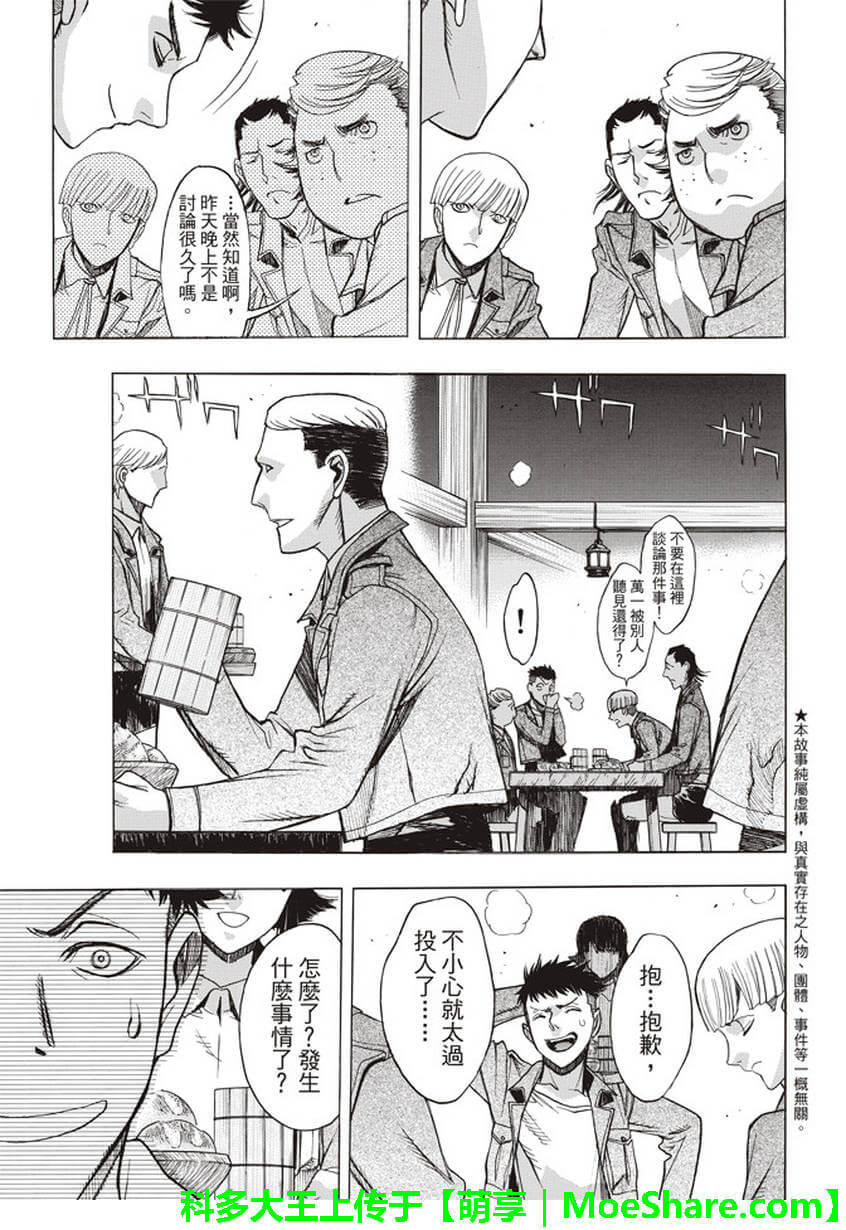 …當然知道啊，
昨天晚上不是
討論很久了嗎。
ザワ
ザワ
ザワ
不要在這裡
談論那件事！
萬一被別人
聽見還得了？
！
抱…抱歉，
不小心就太過
投入了……
怎麼了？發生
什麼事情了？
★本故事純屬虛構，與真實存在之人物、團體、事件等一概無關。
科多大王上传于【萌享｜MoeShare.com】